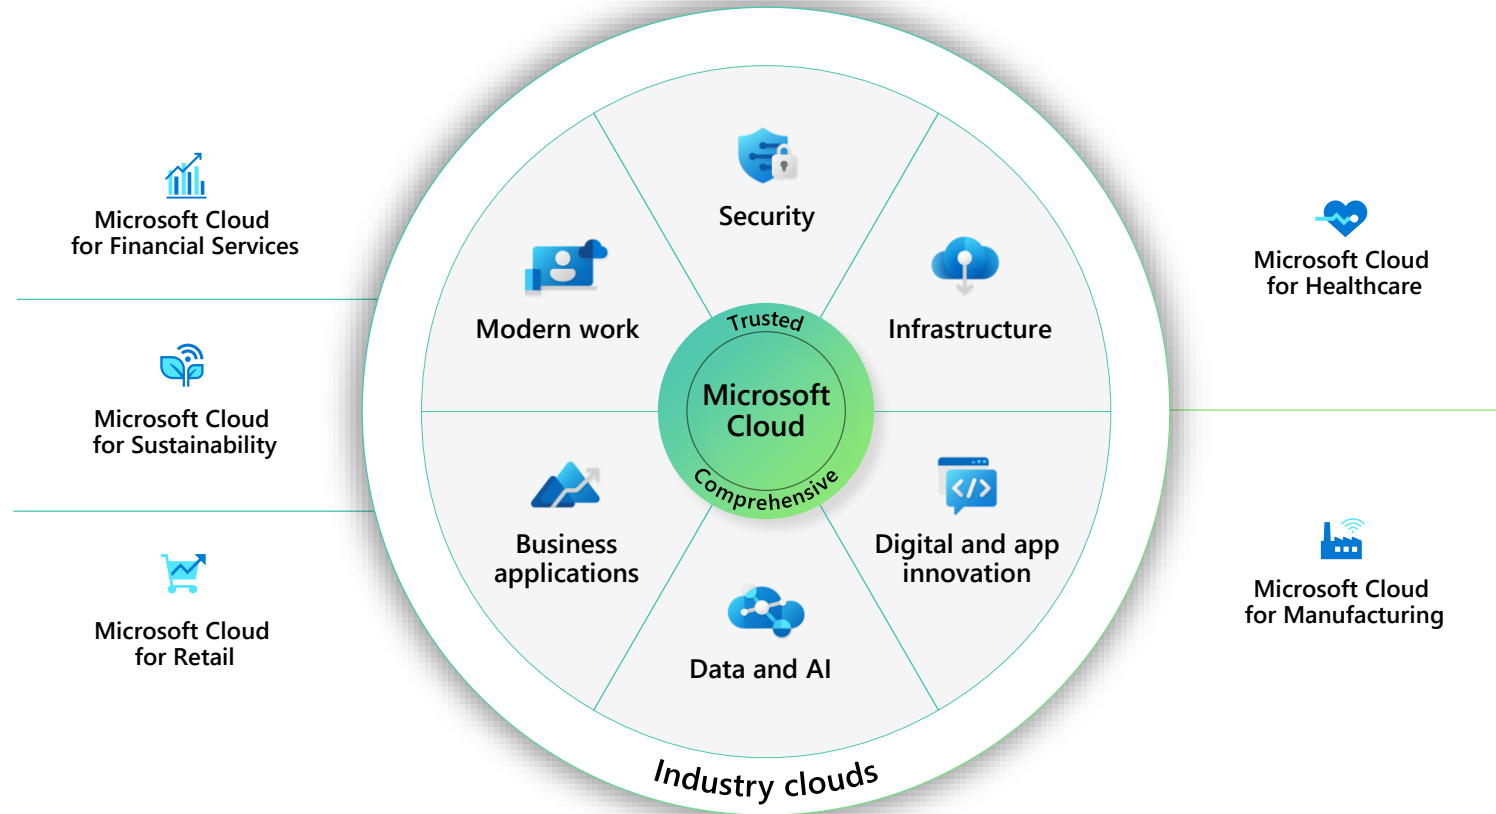 Microsoft Cloud
for Financial Services
Microsoft Cloud
for Sustainability
Microsoft Cloud
for Retail
Security
Modern work
Infrastructure
Trusted
Microsoft
Cloud
Comprehensive
Business
applications
Digital and app
innovation
Data and AI
Industry clouds
Microsoft Cloud
for Healthcare
Microsoft Cloud
for Manufacturing